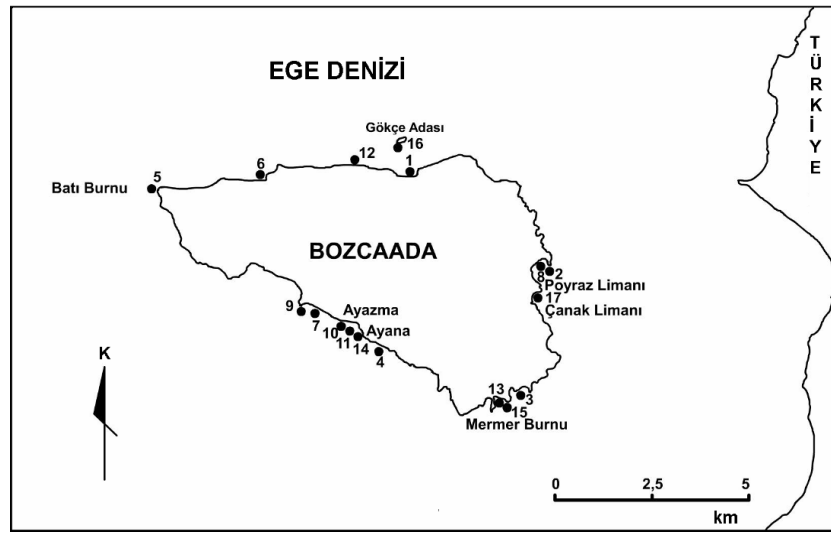 EGE DENİZİ
TÜRKİYE
Gökçe Adası
16
12
1
6
5
Batı Burnu
BOZCAADA
8
2
Poyraz Limanı
17
Çanak Limanı
9
7
Ayazma
10
11
Ayana
14
4
K
13
3
15
Mermer Burnu
0 2,5 5
km